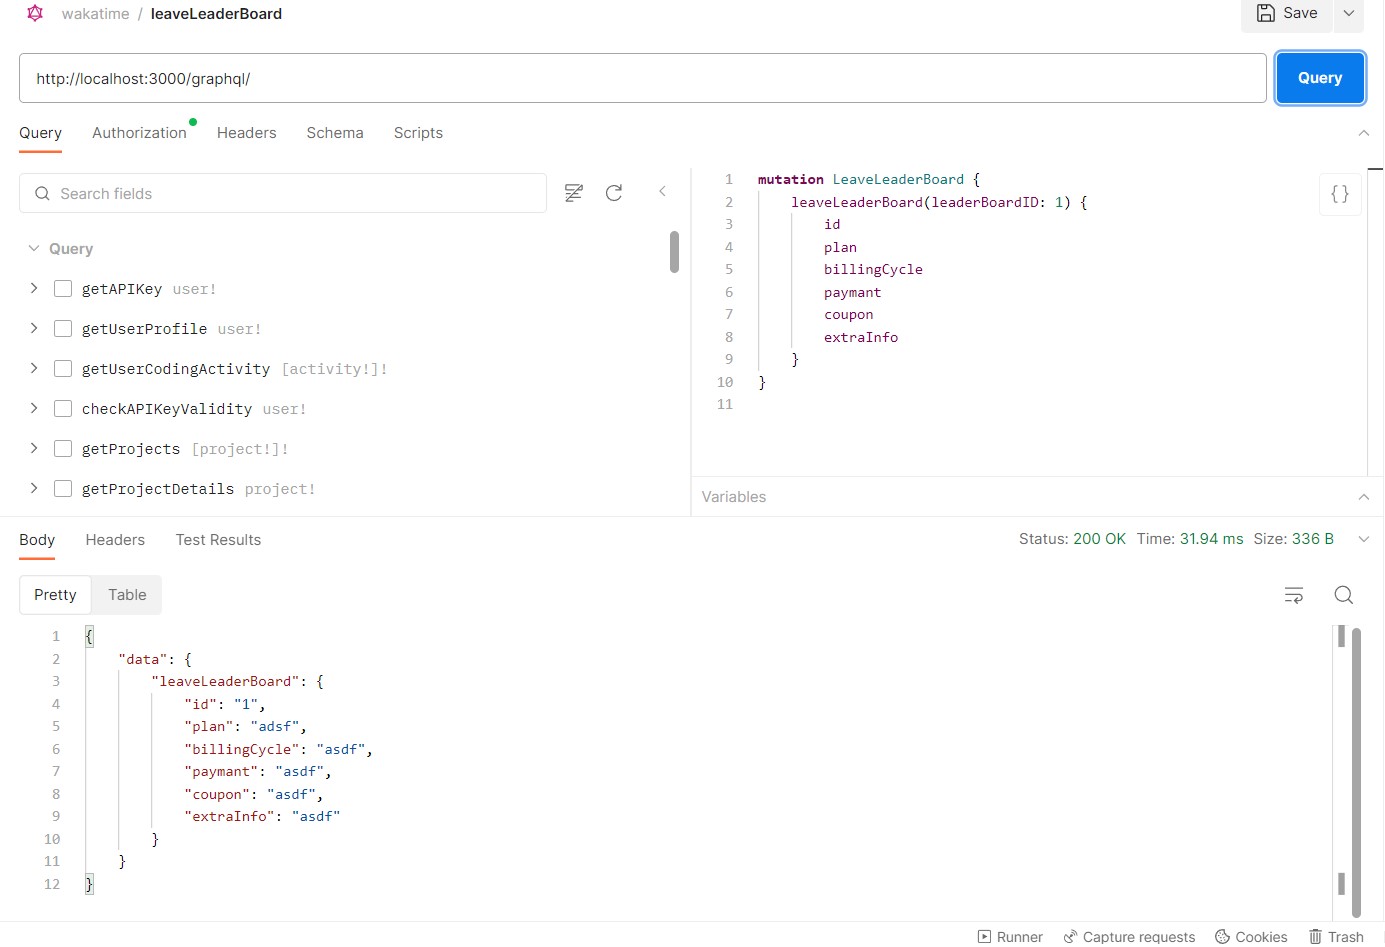 wakatime / leaveLeaderBoard
Save
http://localhost:3000/graphql/
Query
Query Authorization Headers Schema Scripts
Search fields
Query
getAPIKey user!
getUserProfile user!
getUserCodingActivity [activity!]!
checkAPIKeyValidity user!
getProjects [project!]!
getProjectDetails project!
1 mutation LeaveLeaderBoard {
2 leaveLeaderBoard(leaderBoardID: 1) {
3 id
4 plan
5 billingCycle
6 paymant
7 coupon
8 extraInfo
9 }
10 }
11
{}
Variables
Body Headers Test Results
Status: 200 OK Time: 31.94 ms Size: 336 B
Pretty Table
1 {
2 "data": {
3 "leaveLeaderBoard": {
4 "id": "1",
5 "plan": "adsf",
6 "billingCycle": "asdf",
7 "paymant": "asdf",
8 "coupon": "asdf",
9 "extraInfo": "asdf"
10 }
11 }
12 }
Runner Capture requests Cookies Trash